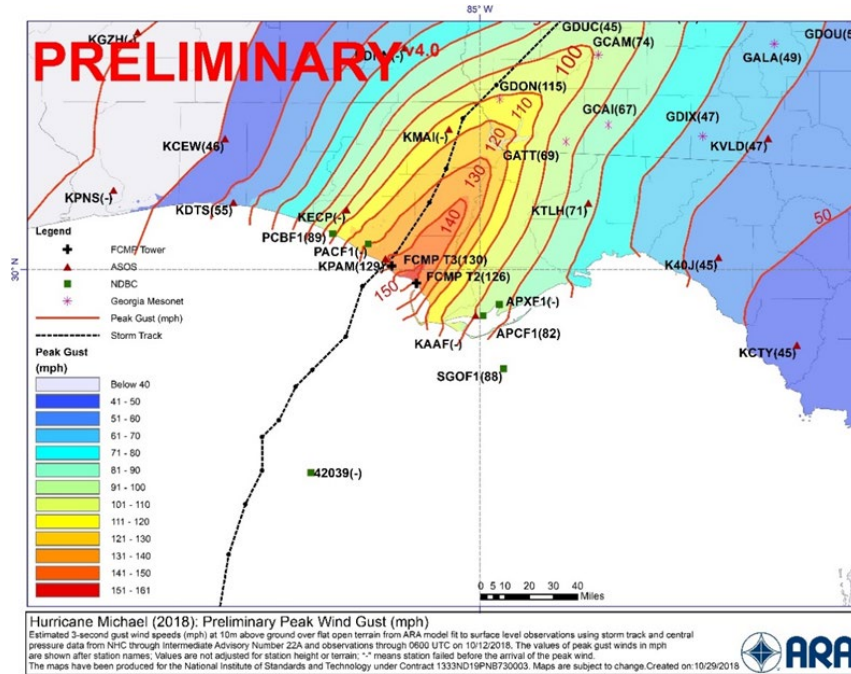 85° W
PRELIMINARY v4.0
KGZH(-)
GDUC(45)
GCAM(74)
GALA(49)
100
GDON(115)
110
GCAI(67)
GDIX(47)
KCEW(46)
KMAI(-)
120
GATT(69)
KVLD(47)
130
KPNS(-)
KDTS(55)
KECP(-)
140
KTLH(71)
50
Legend
PCBF1(89)
PACF1(-)
FCMP Tower
KPAM(129)
FCMP T3(130)
30° N
ASOS
150
FCMP T2(126)
K40J(45)
NDBC
Georgia Mesonet
APXF1(-)
Peak Gust (mph)
Storm Track
KAAF(-)
APCF1(82)
KCTY(45)
Peak Gust
(mph)
SGOF1(88)
Below 40
41 - 50
51 - 60
61 - 70
71 - 80
81 - 90
42039(-)
91 - 100
101 - 110
111 - 120
121 - 130
131 - 140
141 - 150
151 - 161
0 5 10 20 30 40
Miles
Hurricane Michael (2018): Preliminary Peak Wind Gust (mph)
Estimated 3-second gust wind speeds (mph) at 10m above ground over flat open terrain from ARA model fit to surface level observations using storm track and central
pressure data from NHC through Intermediate Advisory Number 22A and observations through 0600 UTC on 10/12/2018. The values of peak gust winds in mph
are shown after station names; Values are not adjusted for station height or terrain; "-" means station failed before the arrival of the peak wind.
The maps have been produced for the National Institute of Standards and Technology under Contract 1333ND19PNB730003. Maps are subject to change.Created on:10/29/2018
ARA